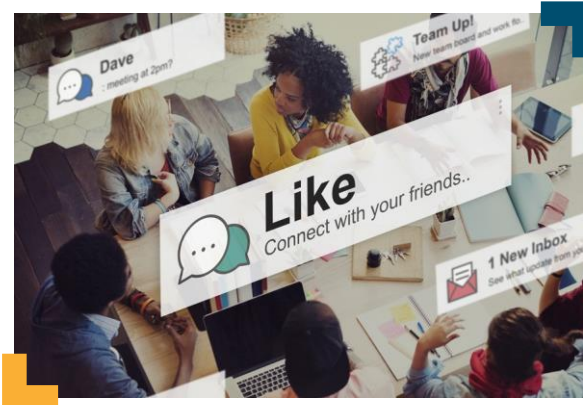 Dave
: meeting at 2pm?
Team Up!
New team board and work flo..
Like
Connect with your friends..
1 New Inbox
See what update from yo